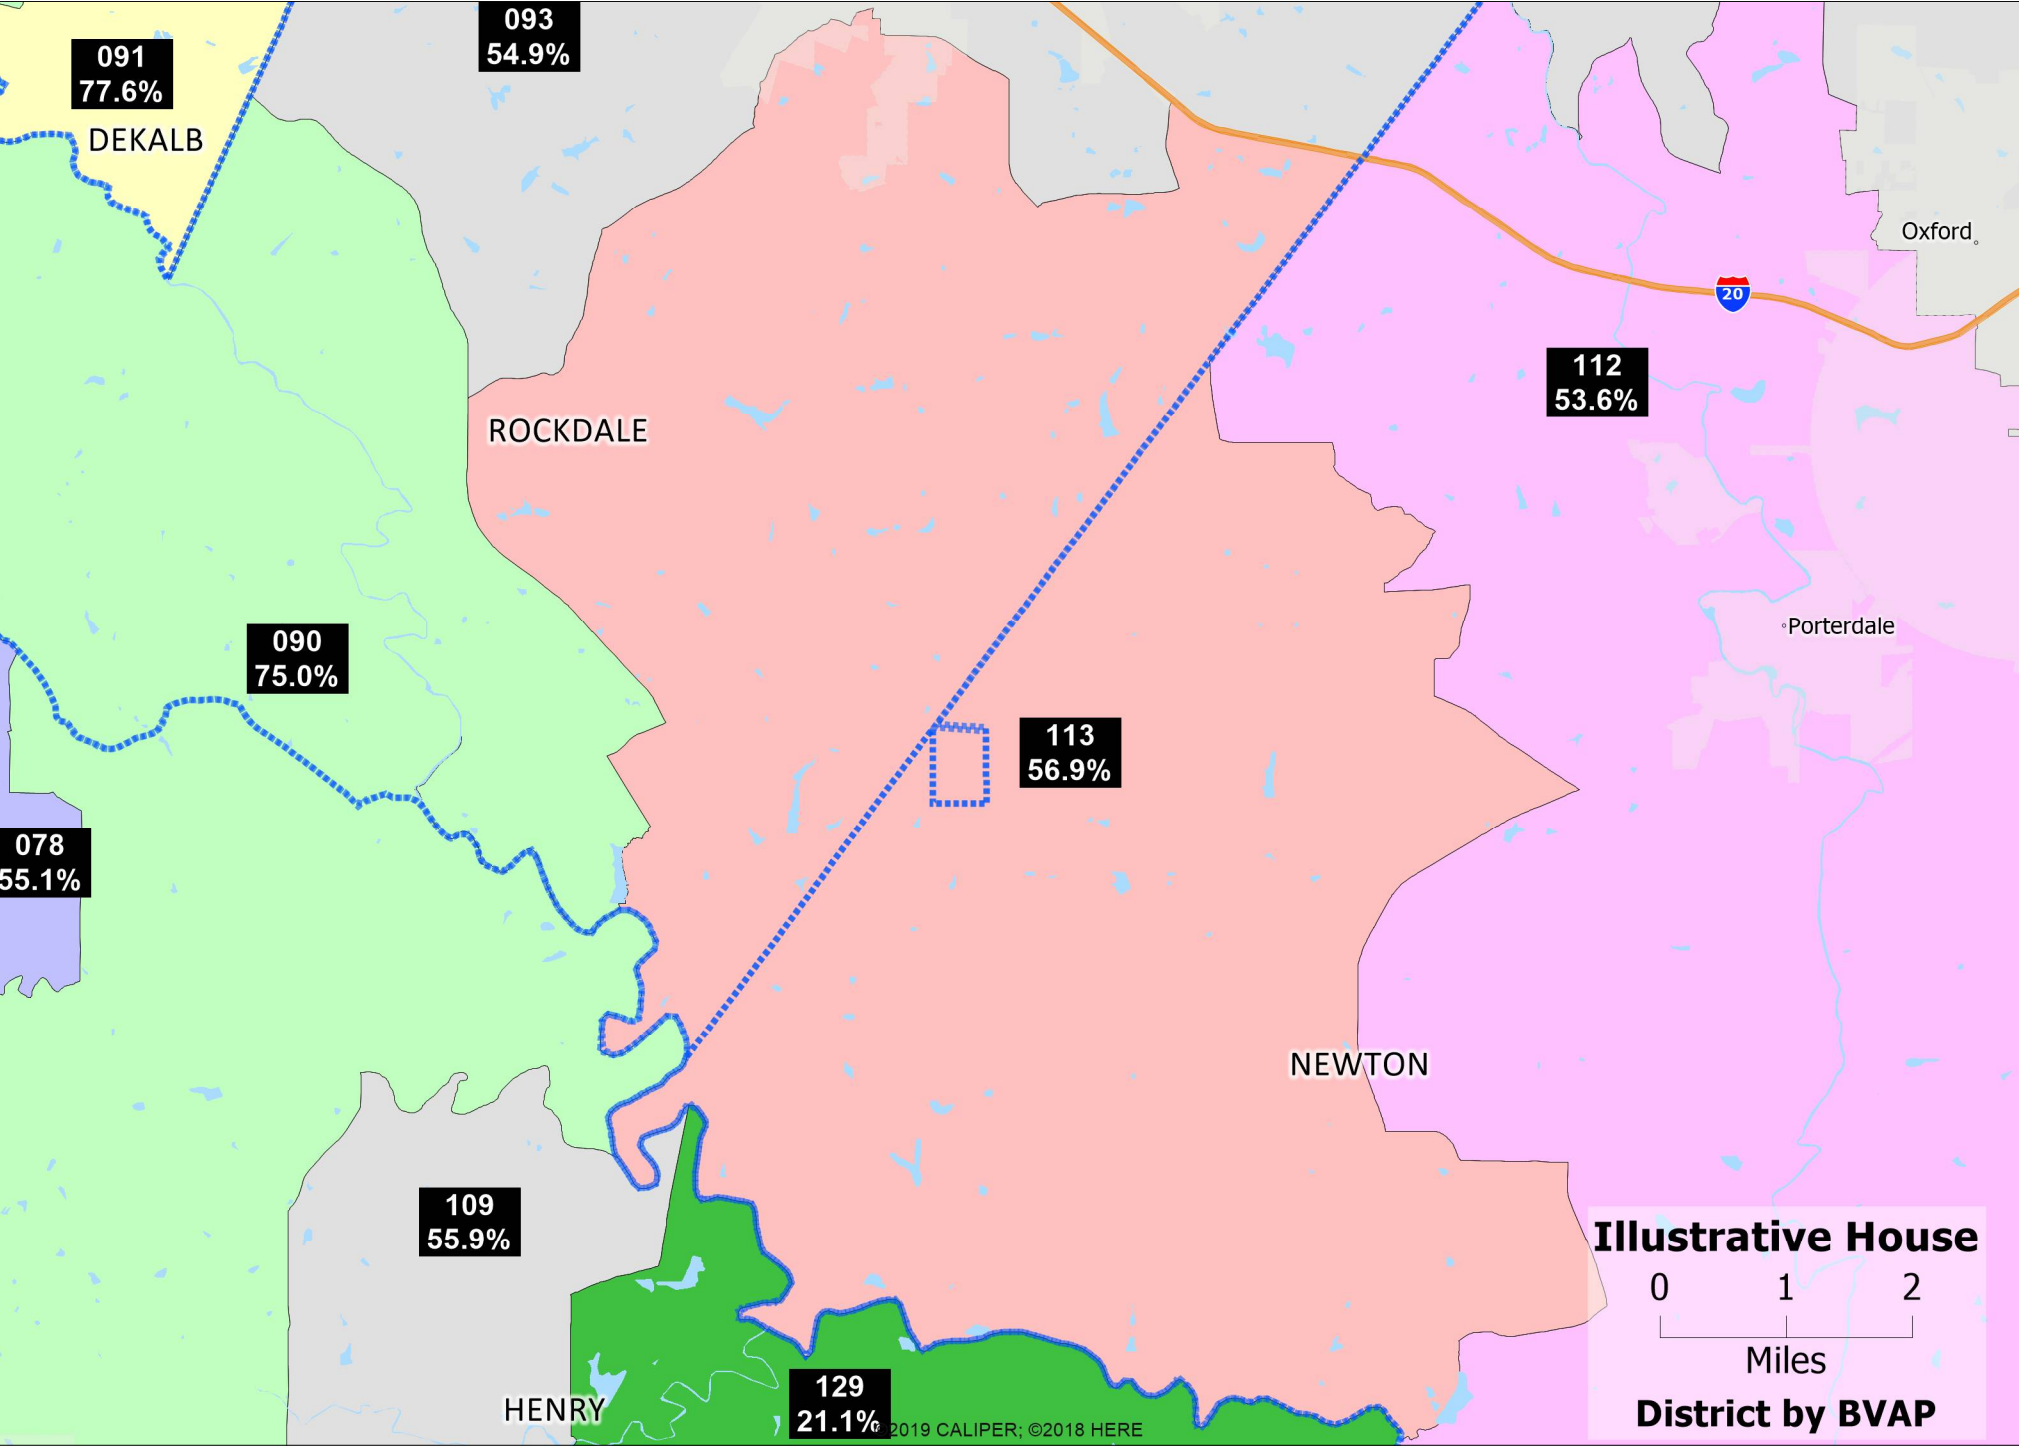 093
54.9%
091
77.6%
DEKALB
Oxford
20
112
53.6%
ROCKDALE
Porterdale
090
75.0%
113
56.9%
078
55.1%
NEWTON
109
55.9%
Illustrative House
0 1 2
Miles
District by BVAP
129
21.1%
HENRY
©2019 CALIPER; ©2018 HERE